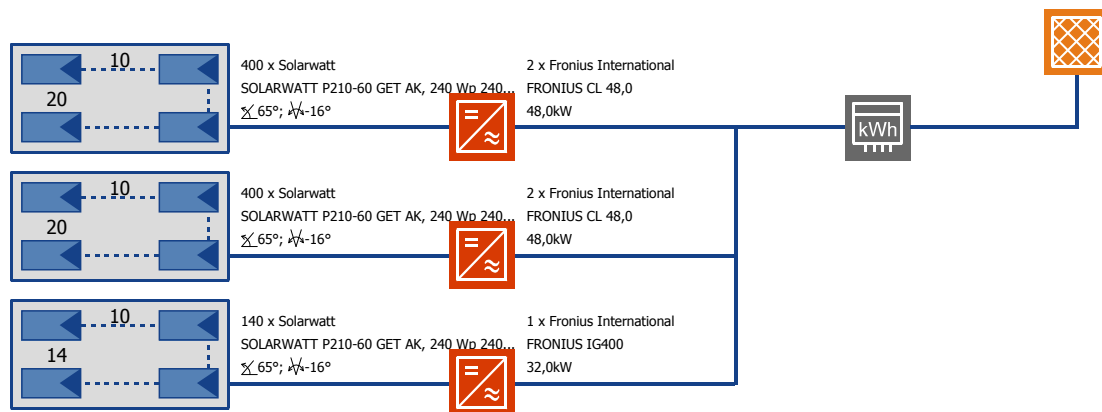 10
20
400 x Solarwatt
SOLARWATT P210-60 GET AK, 240 Wp 240...
65°; -16°
2 x Fronius International
FRONIUS CL 48,0
48,0kW
kWh
10
20
400 x Solarwatt
SOLARWATT P210-60 GET AK, 240 Wp 240...
65°; -16°
2 x Fronius International
FRONIUS CL 48,0
48,0kW
10
14
140 x Solarwatt
SOLARWATT P210-60 GET AK, 240 Wp 240...
65°; -16°
1 x Fronius International
FRONIUS IG400
32,0kW